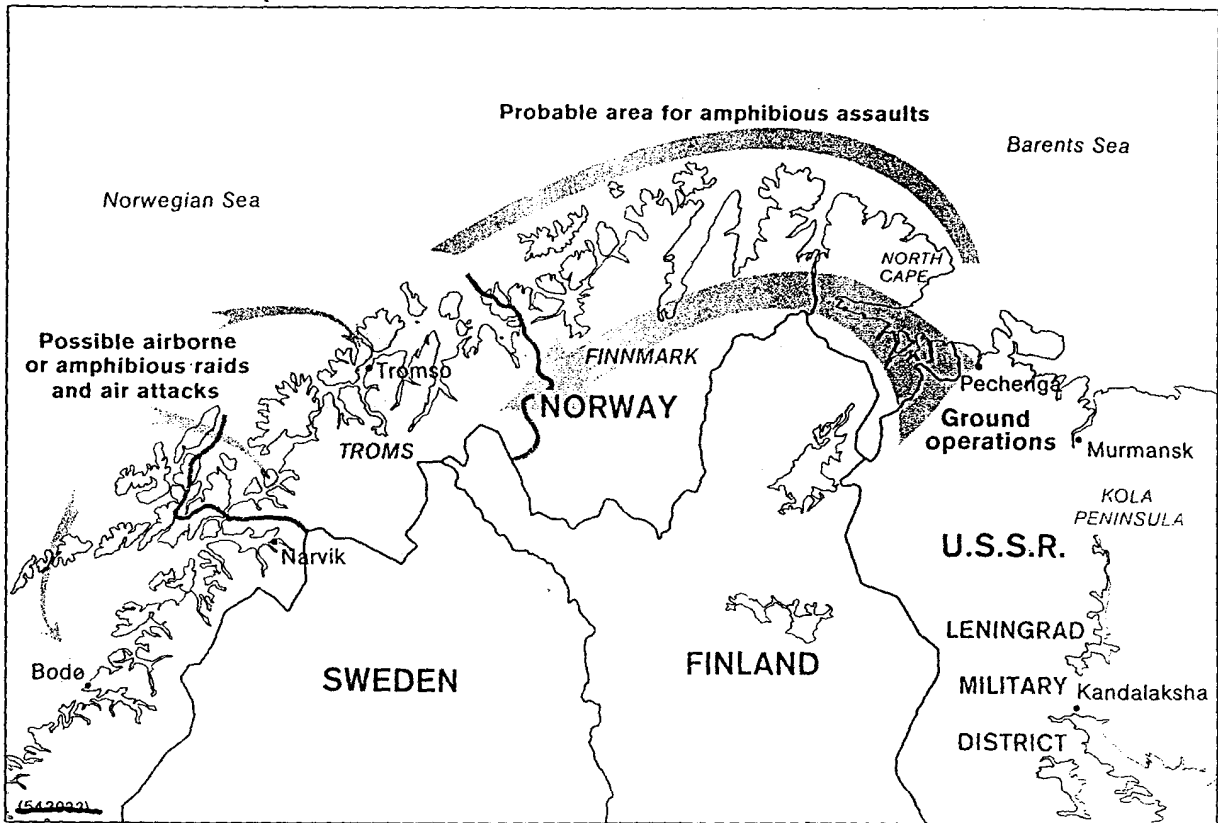 Probable area for amphibious assaults
Barents Sea
Norwegian Sea
NORTH
CAPE
Possible airborne
or amphibious raids
and air attacks
Tromsø
FINNMARK
Pechenga
NORWAY
Ground
operations
TROMS
Murmansk
KOLA
PENINSULA
Narvik
U.S.S.R.
LENINGRAD
Bodø
SWEDEN
FINLAND
MILITARY
Kandalaksha
DISTRICT